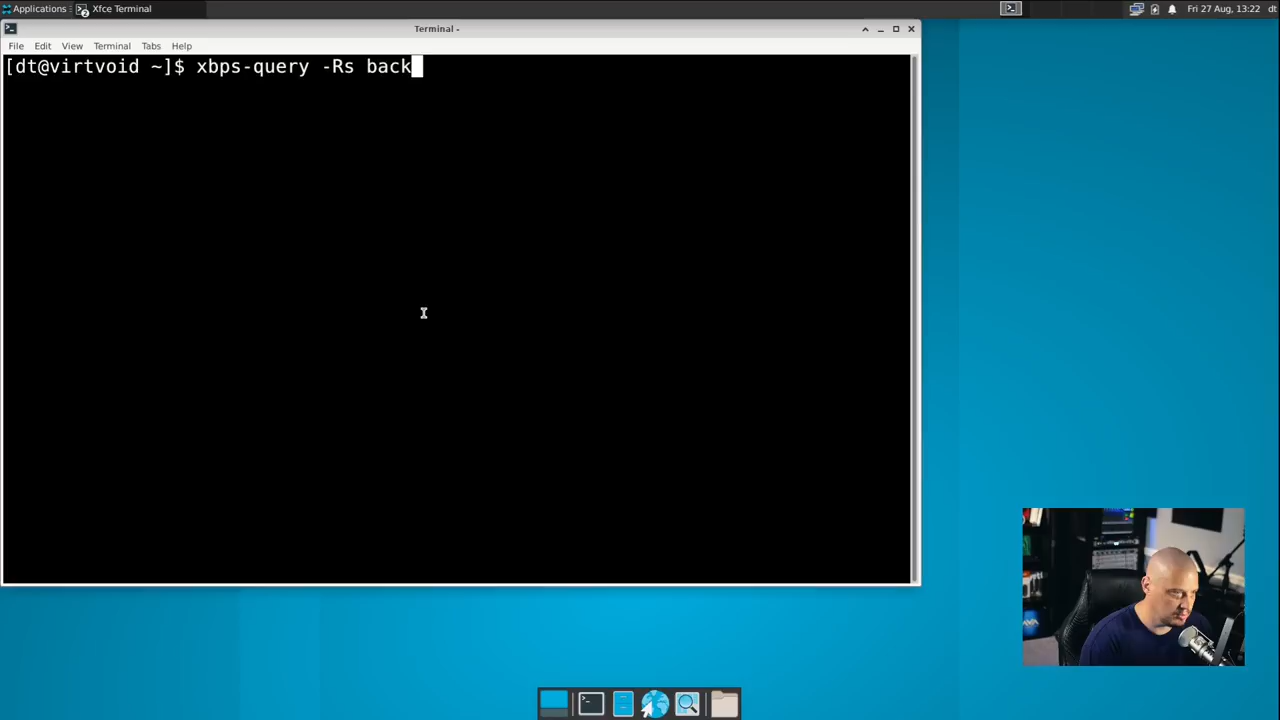 Applications
Xfce Terminal
Fri 27 Aug, 13:22
dt
Terminal -
File Edit View Terminal Tabs Help
[dt@virtvoid ~]$ xbps-query -Rs back